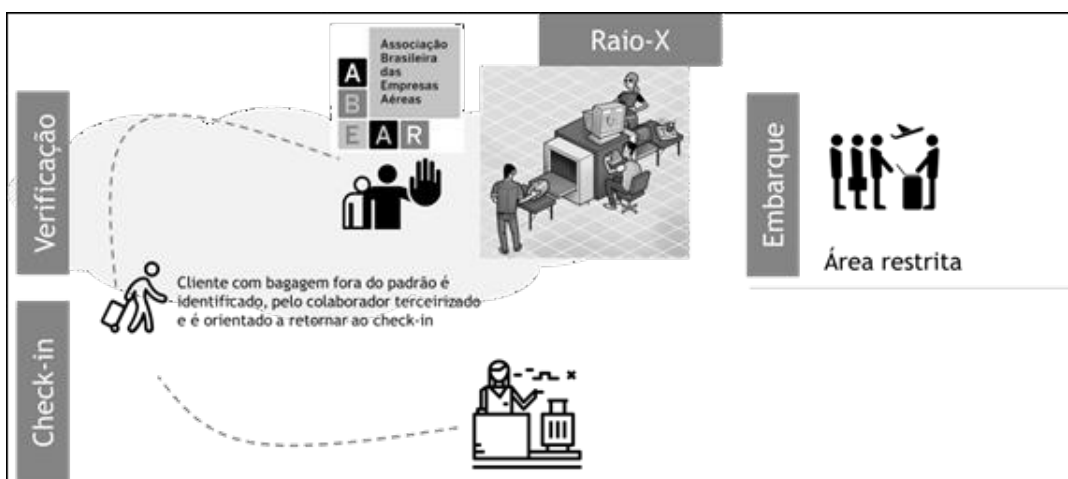 Raio-X
Associação
Brasileira
das
Empresas
Aéreas
A
B
E A R
Verificação
Embarque
Área restrita
Cliente com bagagem fora do padrão é
identificado, pelo colaborador terceirizado
e é orientado a retornar ao check-in
Check-in